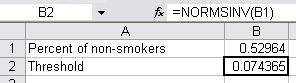 B2 fx =NORMSINV(B1)
A B
1 Percent of non-smokers 0.52964
2 Threshold 0.074365